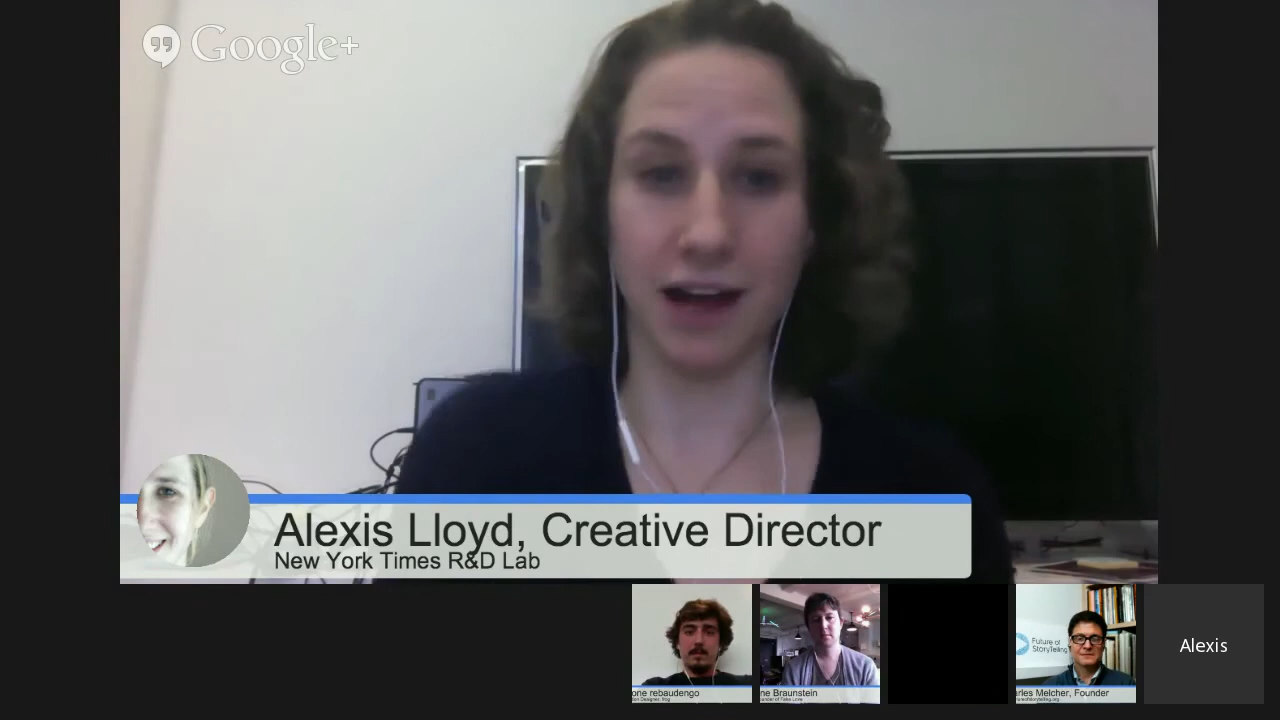 Google+
Alexis Lloyd, Creative Director
New York Times R&D Lab
Future of
StoryTelling
Alexis
one rebaudengo
ne Braunstein
arles Melcher, Founder